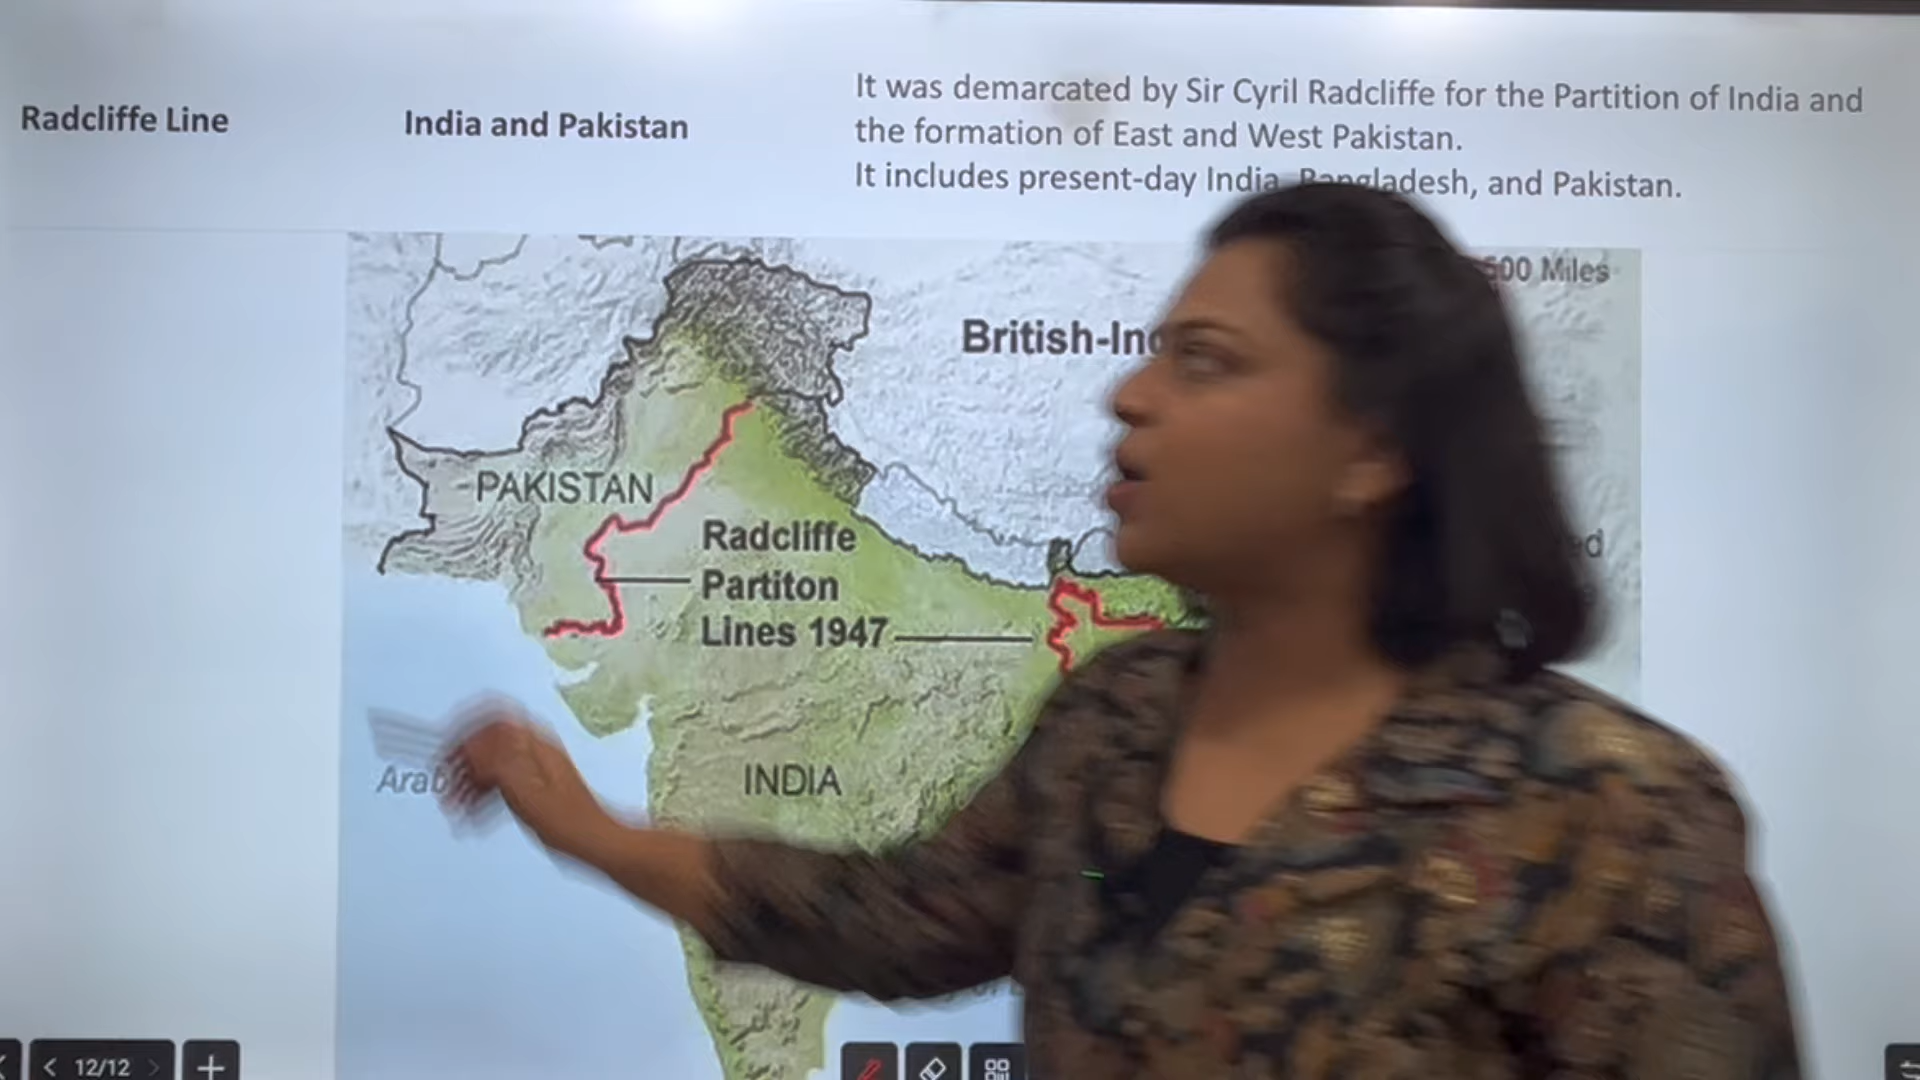 Radcliffe Line
India and Pakistan
It was demarcated by Sir Cyril Radcliffe for the Partition of India and
the formation of East and West Pakistan.
It includes present-day India, Bangladesh, and Pakistan.
Miles
PAKISTAN
Radcliffe
Partiton
Lines 1947
INDIA
12/12